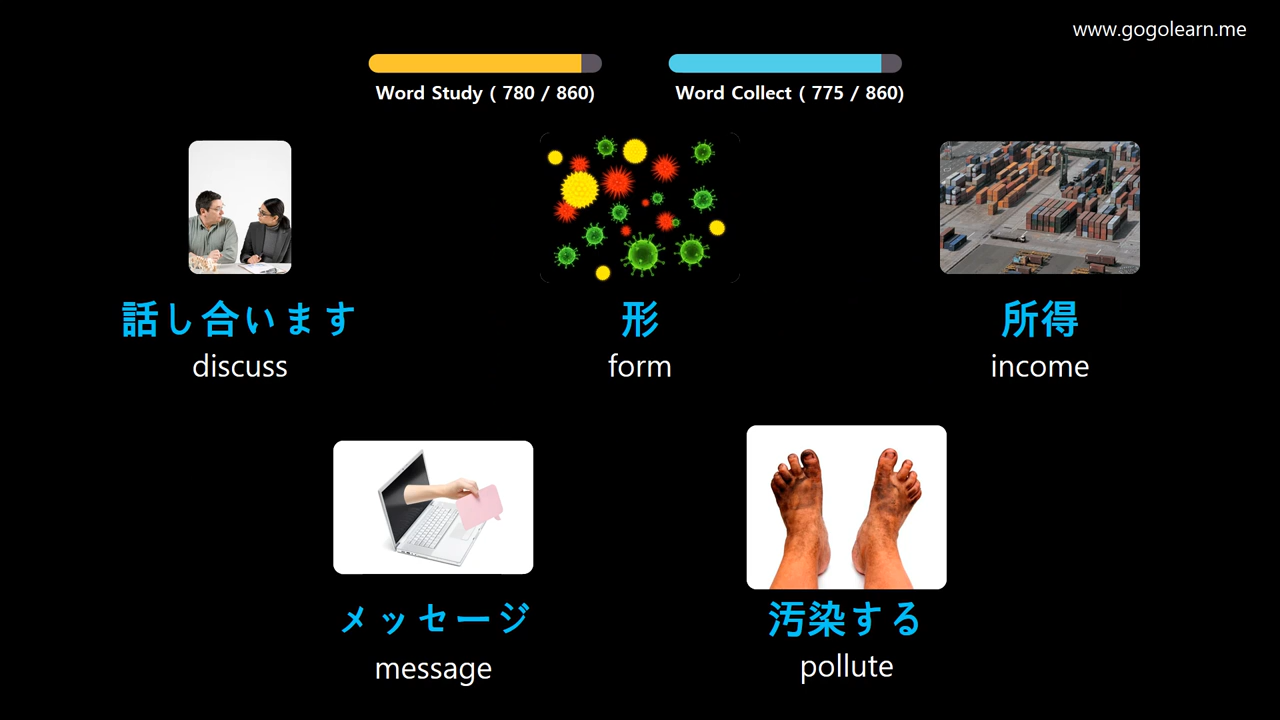 www.gogolearn.me
Word Study ( 780 / 860)
Word Collect ( 775 / 860)
話し合います
discuss
形
form
所得
income
メッセージ
message
汚染する
pollute